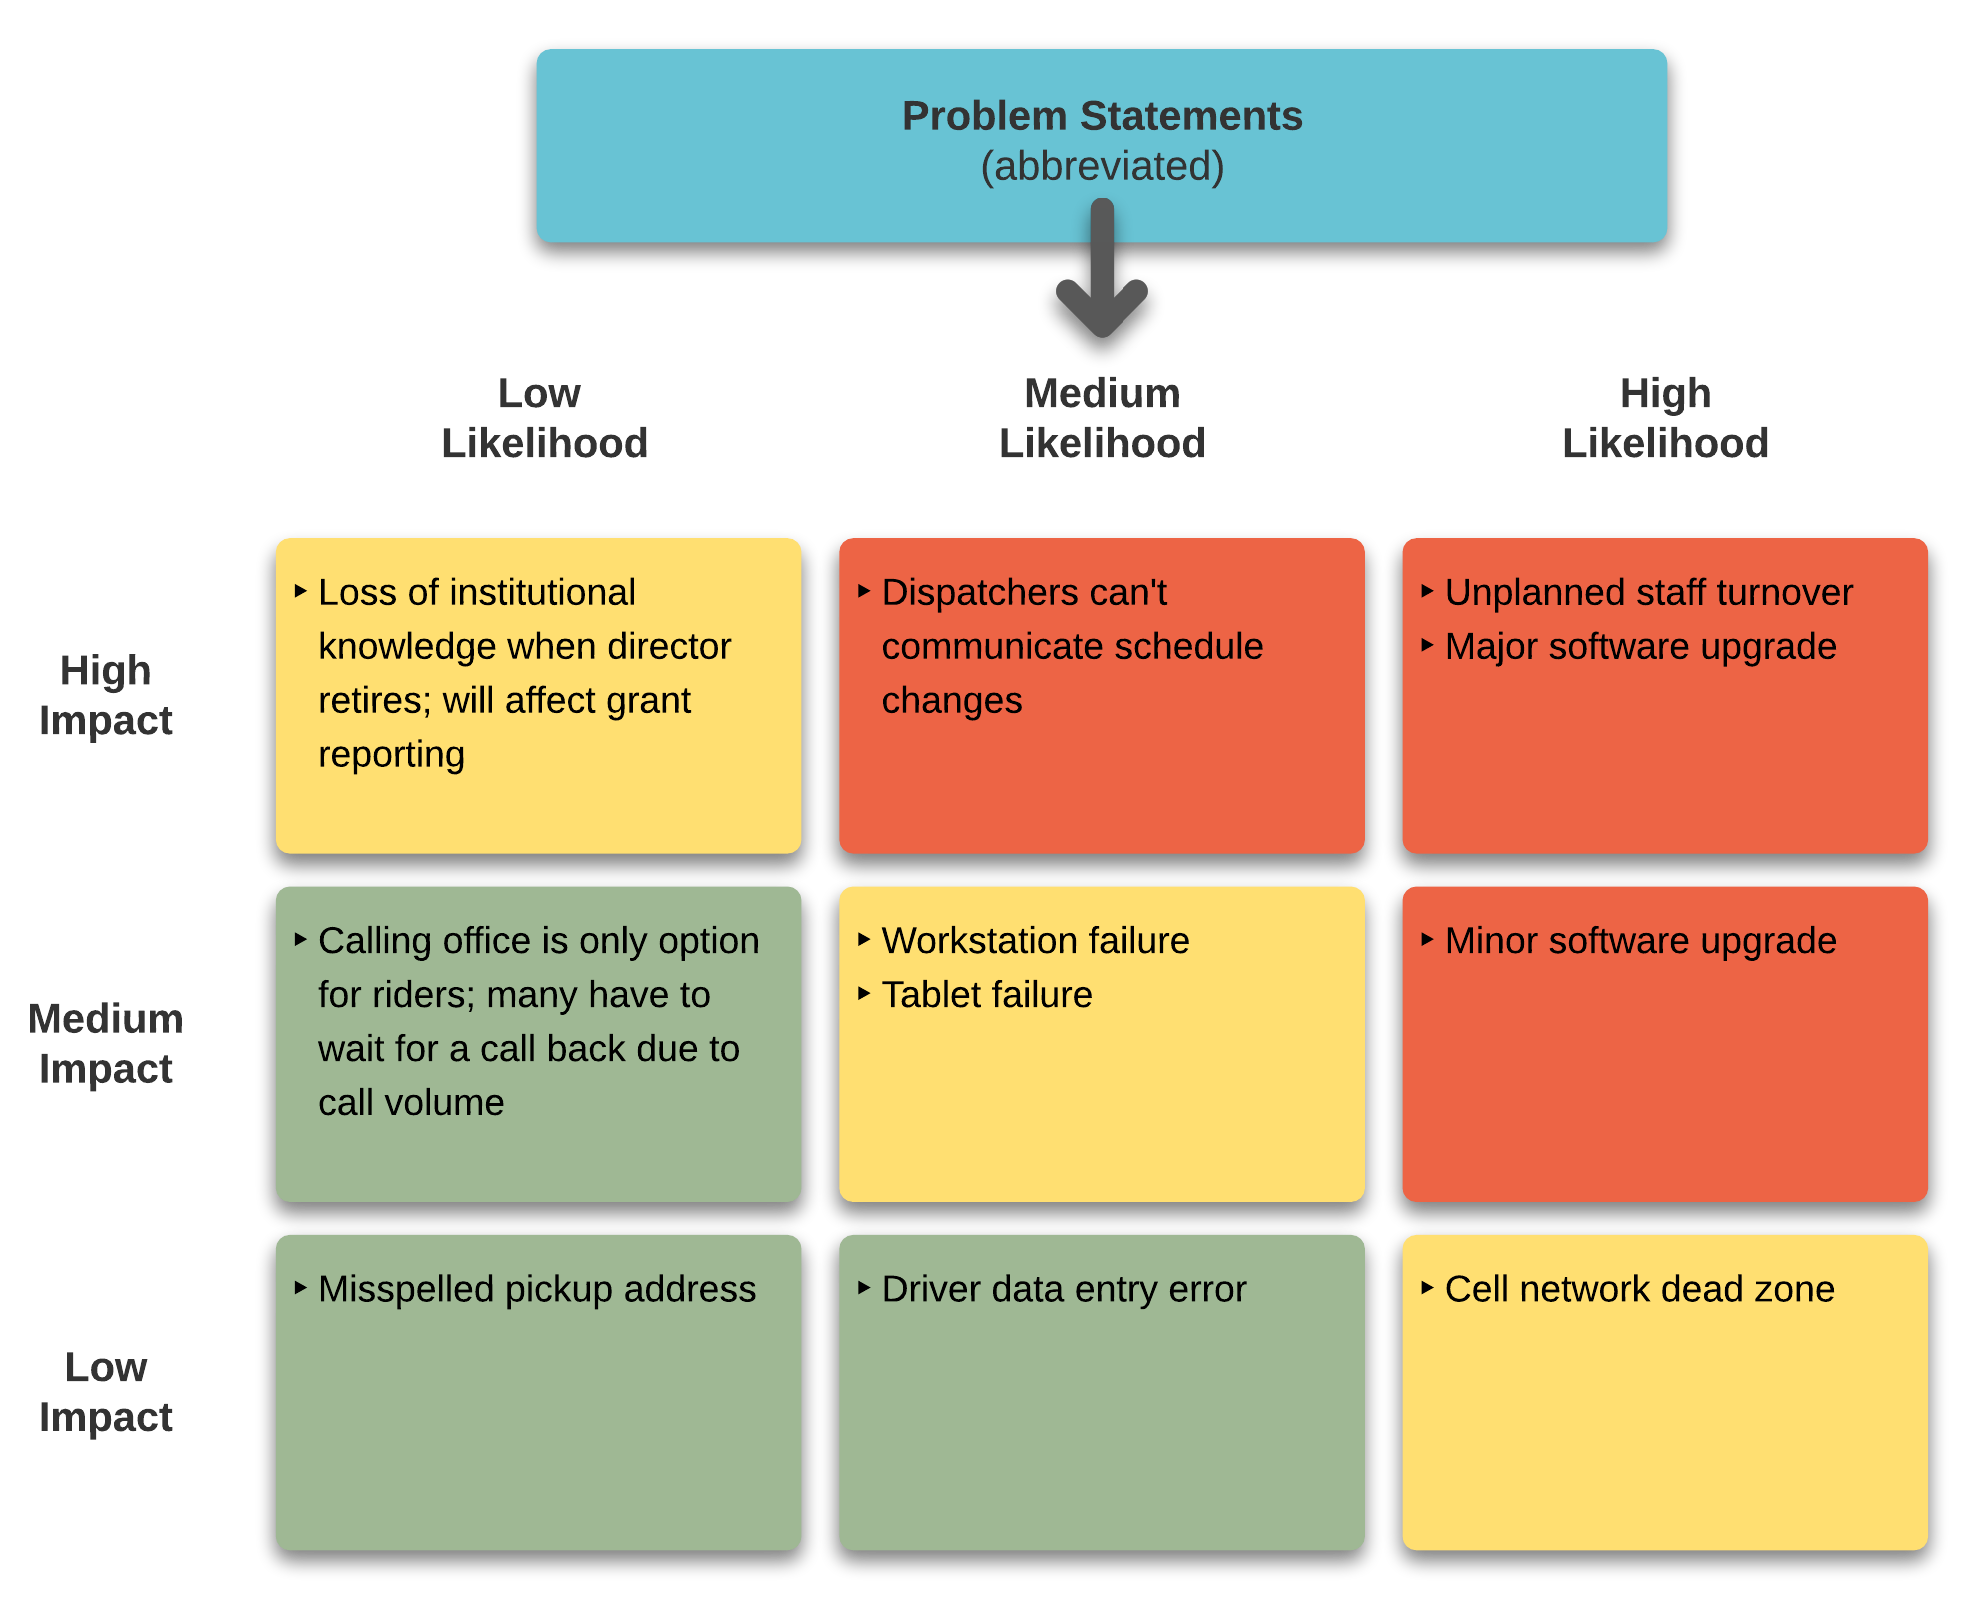 Problem Statements
(abbreviated)
Low
Likelihood
Medium
Likelihood
High
Likelihood
High
Impact
‣ Loss of institutional
knowledge when director
retires; will affect grant
reporting
‣ Dispatchers can't
communicate schedule
changes
‣ Unplanned staff turnover
‣ Major software upgrade
Medium
Impact
‣ Calling office is only option
for riders; many have to
wait for a call back due to
call volume
‣ Workstation failure
‣ Tablet failure
‣ Minor software upgrade
Low
Impact
‣ Misspelled pickup address
‣ Driver data entry error
‣ Cell network dead zone